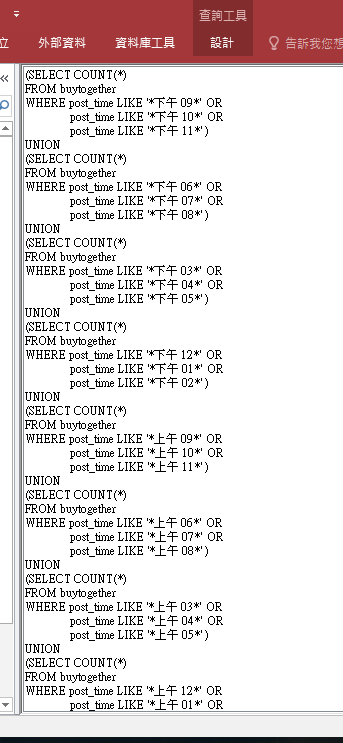 查詢工具
立 外部資料 資料庫工具 設計 告訴我您想
(SELECT COUNT(*)
FROM buytogether
WHERE post_time LIKE '*下午 09*' OR
post_time LIKE '*下午 10*' OR
post_time LIKE '*下午 11*')
UNION
(SELECT COUNT(*)
FROM buytogether
WHERE post_time LIKE '*下午 06*' OR
post_time LIKE '*下午 07*' OR
post_time LIKE '*下午 08*')
UNION
(SELECT COUNT(*)
FROM buytogether
WHERE post_time LIKE '*下午 03*' OR
post_time LIKE '*下午 04*' OR
post_time LIKE '*下午 05*')
UNION
(SELECT COUNT(*)
FROM buytogether
WHERE post_time LIKE '*下午 12*' OR
post_time LIKE '*下午 01*' OR
post_time LIKE '*下午 02*')
UNION
(SELECT COUNT(*)
FROM buytogether
WHERE post_time LIKE '*上午 09*' OR
post_time LIKE '*上午 10*' OR
post_time LIKE '*上午 11*')
UNION
(SELECT COUNT(*)
FROM buytogether
WHERE post_time LIKE '*上午 06*' OR
post_time LIKE '*上午 07*' OR
post_time LIKE '*上午 08*')
UNION
(SELECT COUNT(*)
FROM buytogether
WHERE post_time LIKE '*上午 03*' OR
post_time LIKE '*上午 04*' OR
post_time LIKE '*上午 05*')
UNION
(SELECT COUNT(*)
FROM buytogether
WHERE post_time LIKE '*上午 12*' OR
post_time LIKE '*上午 01*' OR